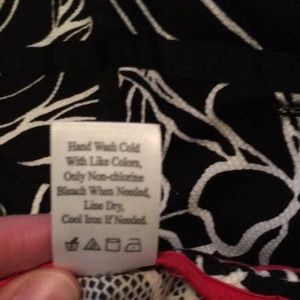 Hand Wash Cold
With Like Colors,
Only Non-chlorine
Bleach When Needed,
Line Dry,
Cool Iron If Needed.